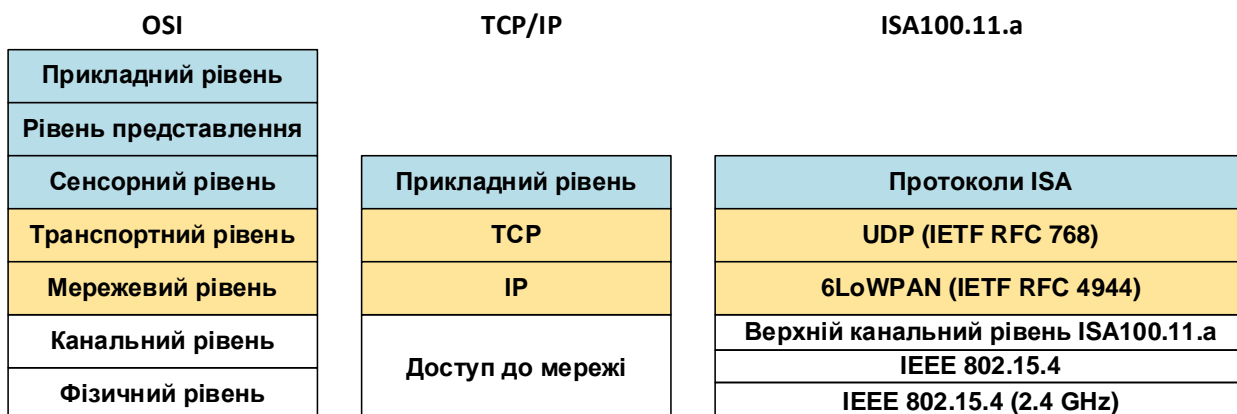 OSI
TCP/IP
ISA100.11.a
Прикладний рівень
Рівень представлення
Сенсорний рівень
Прикладний рівень
Протоколи ISA
Транспортний рівень
TCP
UDP (IETF RFC 768)
Мережевий рівень
IP
6LoWPAN (IETF RFC 4944)
Канальний рівень
Доступ до мережі
Верхній канальний рівень ISA100.11.a
IEEE 802.15.4
Фізичний рівень
IEEE 802.15.4 (2.4 GHz)